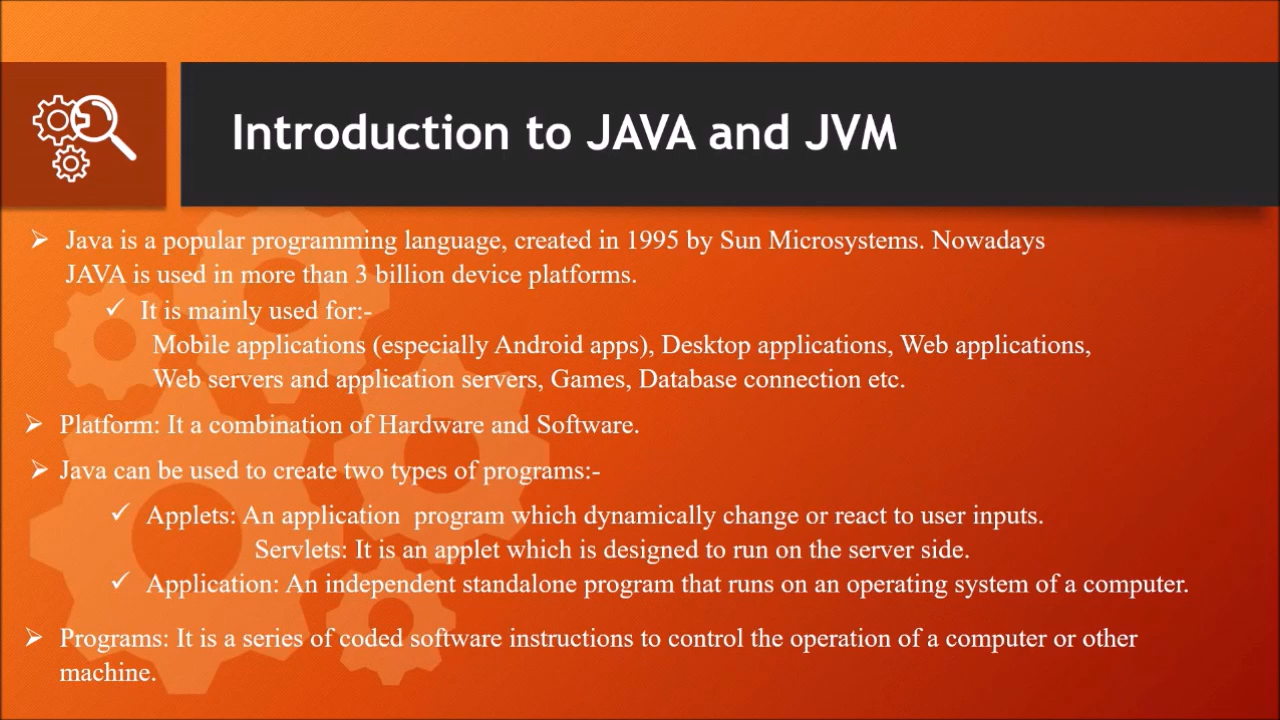 Introduction to JAVA and JVM
Java is a popular programming language, created in 1995 by Sun Microsystems. Nowadays
JAVA is used in more than 3 billion device platforms.
It is mainly used for:-
Mobile applications (especially Android apps), Desktop applications, Web applications,
Web servers and application servers, Games, Database connection etc.
Platform: It a combination of Hardware and Software.
Java can be used to create two types of programs:-
Applets: An application program which dynamically change or react to user inputs.
Servlets: It is an applet which is designed to run on the server side.
Application: An independent standalone program that runs on an operating system of a computer.
Programs: It is a series of coded software instructions to control the operation of a computer or other
machine.